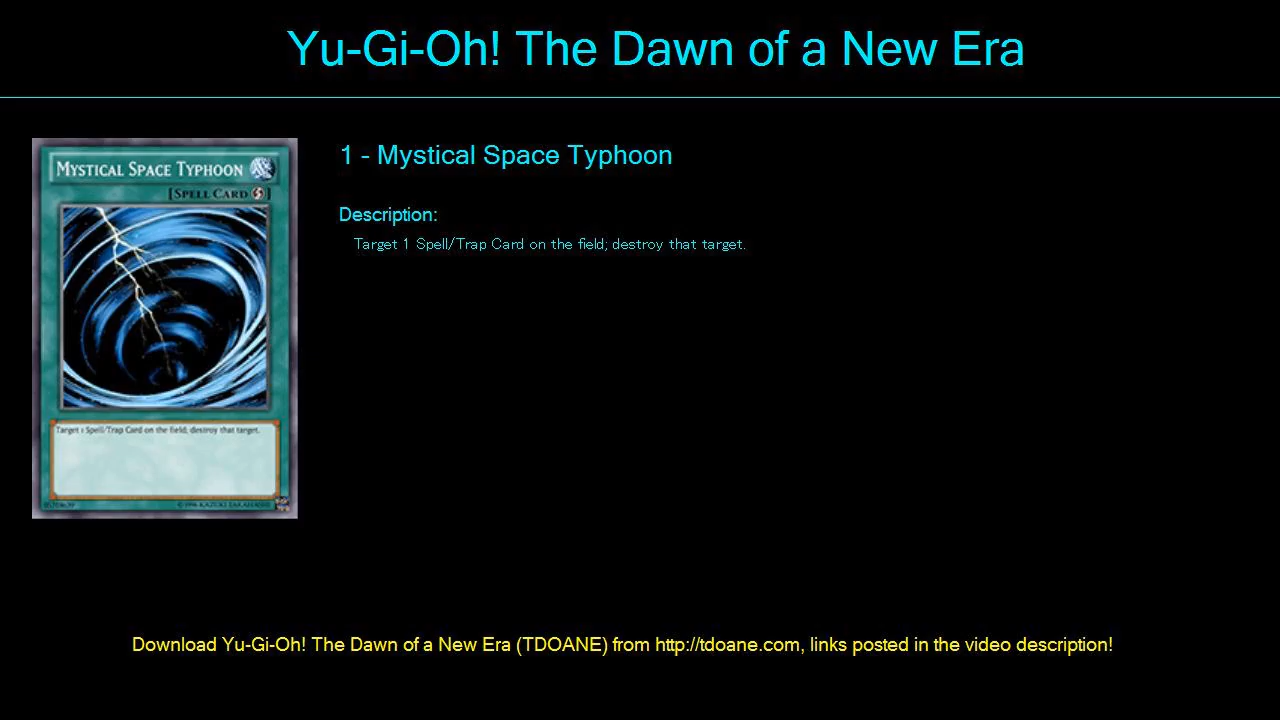 Yu-Gi-Oh! The Dawn of a New Era
MYSTICAL SPACE TYPHOON
[SPELL CARD]
Target 1 Spell/Trap Card on the field; destroy that target.
©1996 KAZUKI TAKAHASHI
1 - Mystical Space Typhoon
Description:
Target 1 Spell/Trap Card on the field; destroy that target.
Download Yu-Gi-Oh! The Dawn of a New Era (TDOANE) from http://tdoane.com, links posted in the video description!